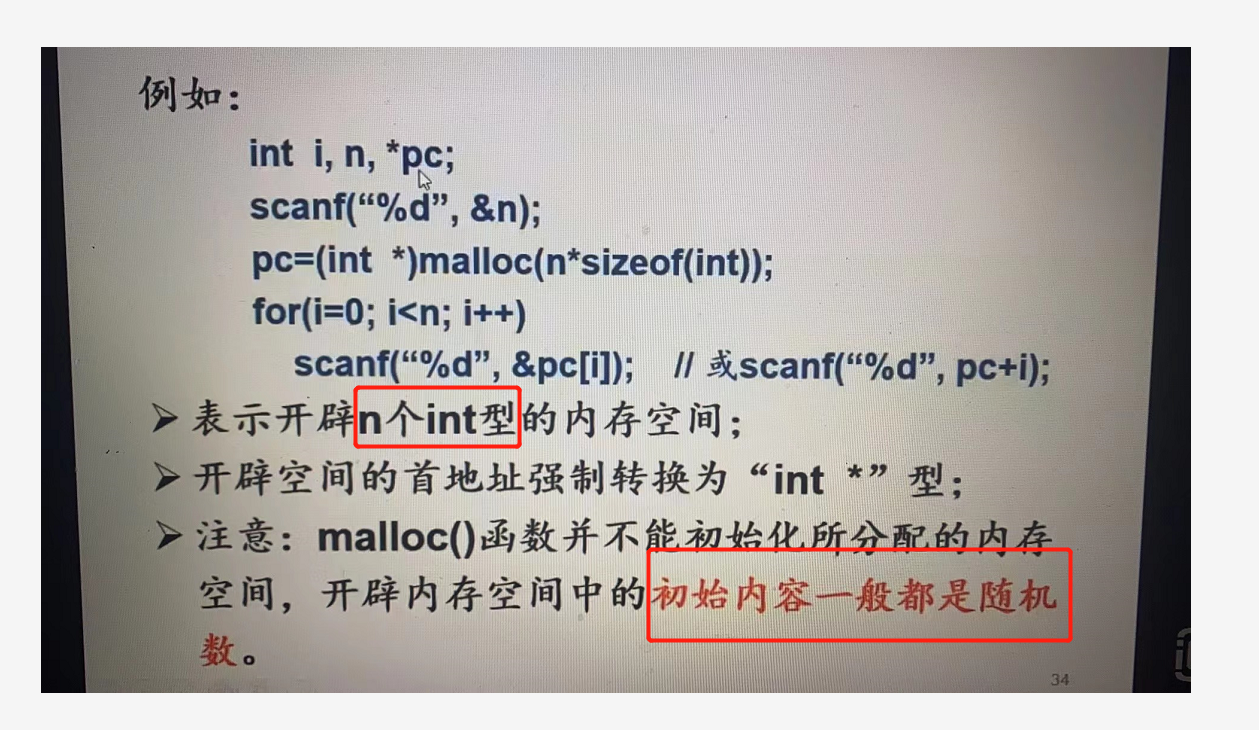 例如：
int i, n, *pc;
scanf(“%d”, &n);
pc=(int *)malloc(n*sizeof(int));
for(i=0; i<n; i++)
scanf(“%d”, &pc[i]); // 或scanf(“%d”, pc+i);
➢ 表示开辟n个int型的内存空间；
➢ 开辟空间的首地址强制转换为“int *”型；
➢ 注意：malloc()函数并不能初始化所分配的内存
空间，开辟内存空间中的初始内容一般都是随机
数。
34